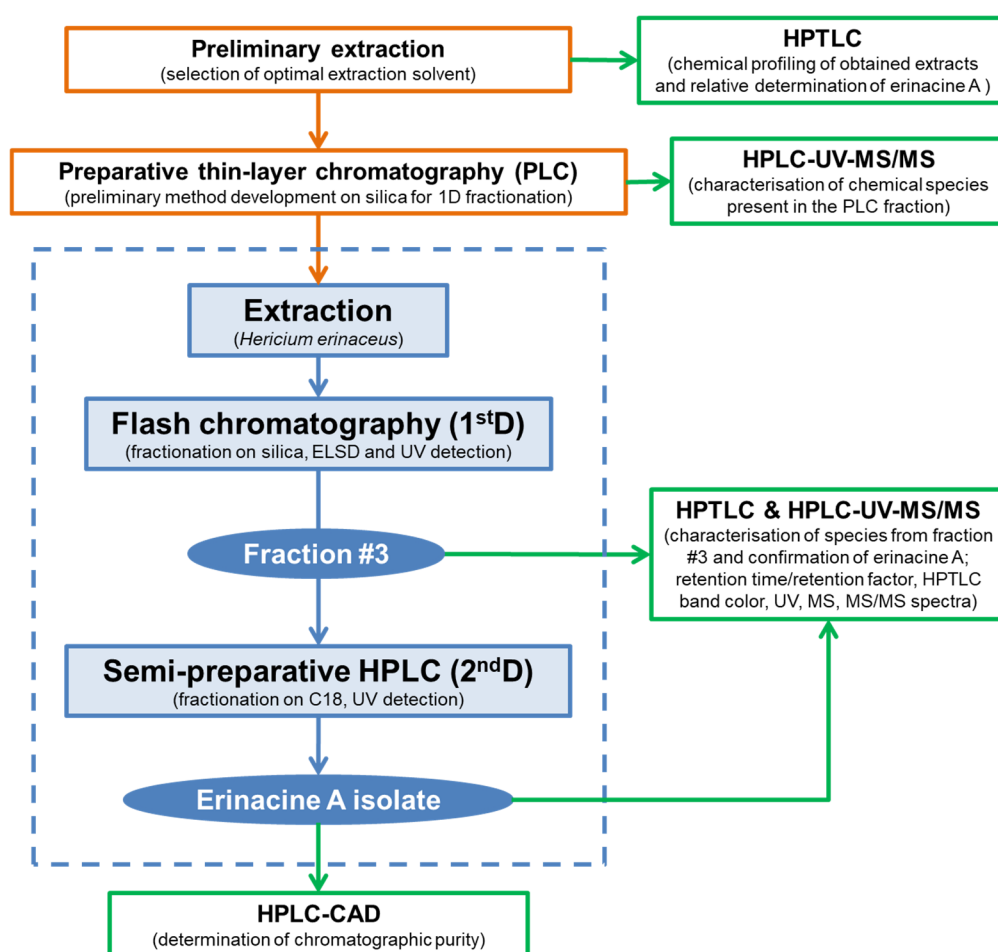 Preliminary extraction
(selection of optimal extraction solvent)
HPTLC
(chemical profiling of obtained extracts
and relative determination of erinacine A )
Preparative thin-layer chromatography (PLC)
(preliminary method development on silica for 1D fractionation)
HPLC-UV-MS/MS
(characterisation of chemical species
present in the PLC fraction)
Extraction
(Hericium erinaceus)
Flash chromatography (1stD)
(fractionation on silica, ELSD and UV detection)
Fraction #3
HPTLC & HPLC-UV-MS/MS
(characterisation of species from fraction
#3 and confirmation of erinacine A;
retention time/retention factor, HPTLC
band color, UV, MS, MS/MS spectra)
Semi-preparative HPLC (2ndD)
(fractionation on C18, UV detection)
Erinacine A isolate
HPLC-CAD
(determination of chromatographic purity)